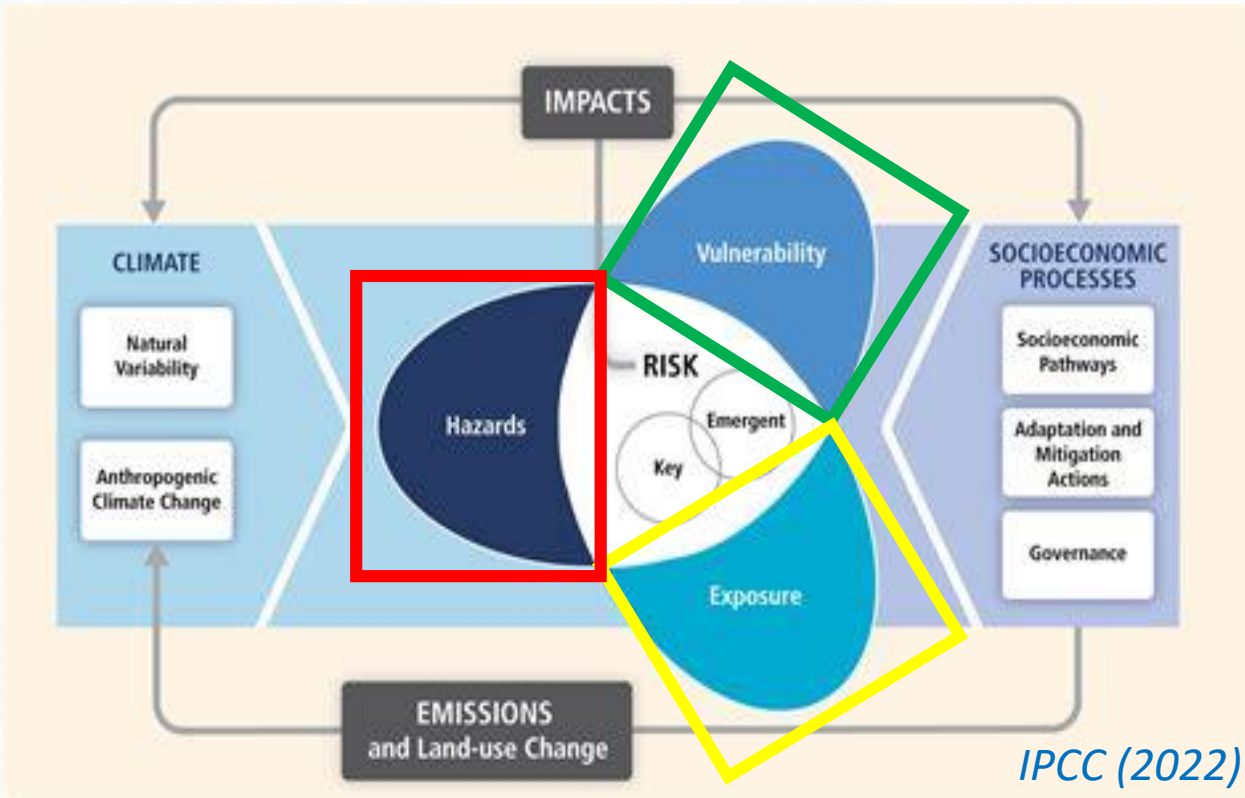 IMPACTS
CLIMATE
Natural
Variability
Anthropogenic
Climate Change
Hazards
Vulnerability
RISK
Emergent
Key
Exposure
SOCIOECONOMIC
PROCESSES
Socioeconomic
Pathways
Adaptation and
Mitigation
Actions
Governance
EMISSIONS
and Land-use Change
IPCC (2022)